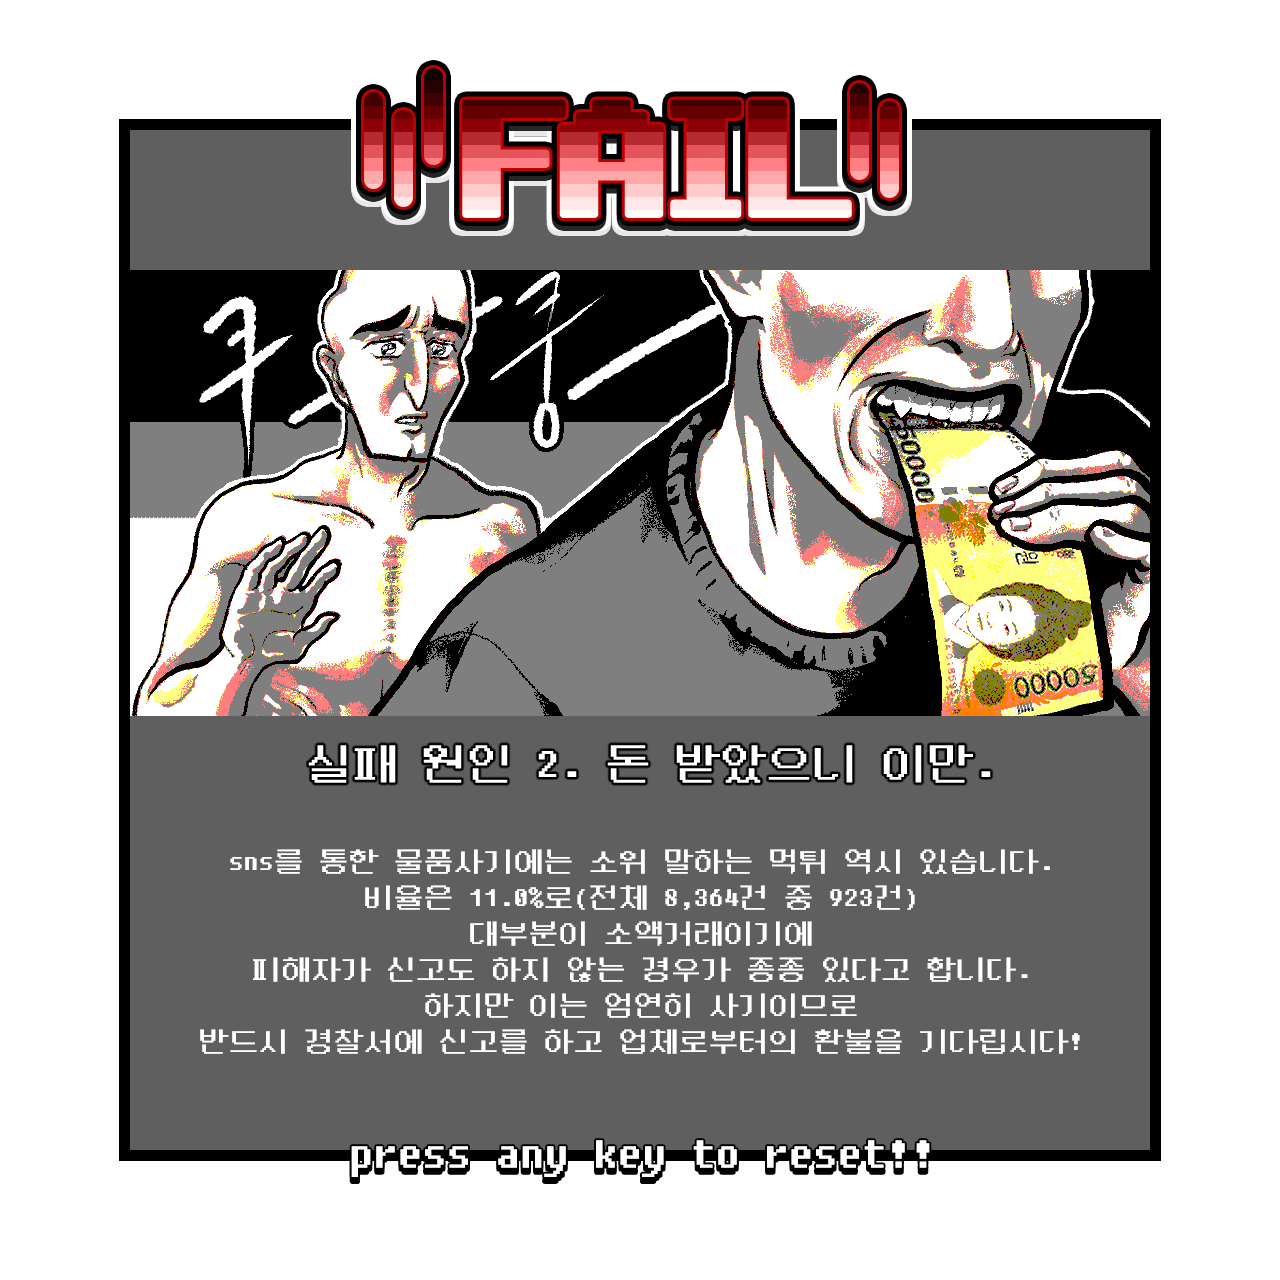 FAIL
쿠궁
50000
50000
실패 원인 2. 돈 받았으니 이만.
sns를 통한 물품사기에는 소위 말하는 먹튀 역시 있습니다.
비율은 11.0%로(전체 8,364건 중 923건)
대부분이 소액거래이기에
피해자가 신고도 하지 않는 경우가 종종 있다고 합니다.
하지만 이는 엄연히 사기이므로
반드시 경찰서에 신고를 하고 업체로부터의 환불을 기다립시다!
press any key to reset!!